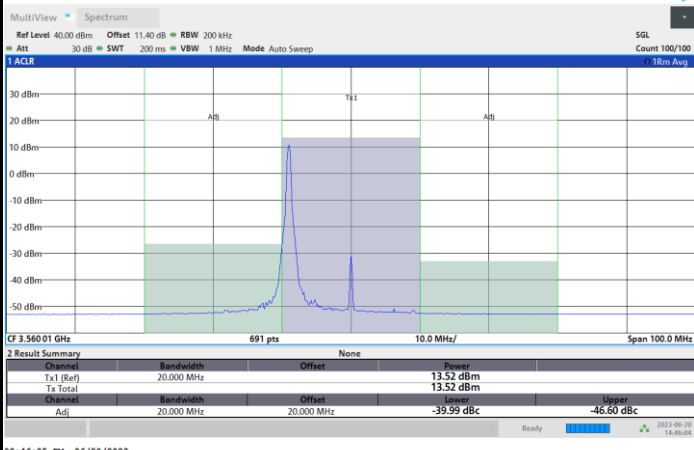 MultiView Spectrum
Ref Level 40.00 dBm Offset 11.40 dB RBW 200 kHz SGL
Att 30 dB SWT 200 ms VBW 1 MHz Mode Auto Sweep Count 100/100
1 ACLR 1Rm Avg
30 dBm
Tx1
20 dBm
Adj Adj
10 dBm
0 dBm
-10 dBm
-20 dBm
-30 dBm
-40 dBm
-50 dBm
CF 3.560 01 GHz 691 pts 10.0 MHz/ Span 100.0 MHz
2 Result Summary None
Channel Bandwidth Offset Power
Tx1 (Ref) 20.000 MHz 13.52 dBm
Tx Total 13.52 dBm
Channel Bandwidth Offset Lower Upper
Adj 20.000 MHz 20.000 MHz -39.99 dBc -46.60 dBc
Ready 2023-06-20
14:46:04